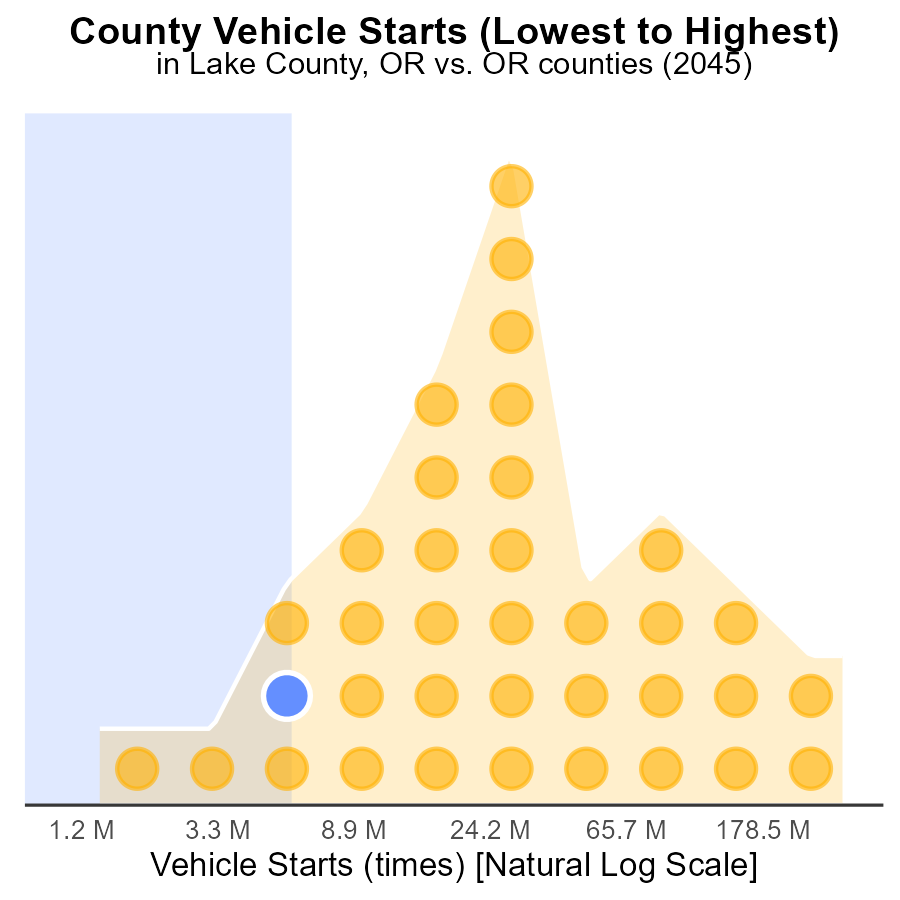 County Vehicle Starts (Lowest to Highest)
in Lake County, OR vs. OR counties (2045)
1.2 M 3.3 M 8.9 M 24.2 M 65.7 M 178.5 M
Vehicle Starts (times) [Natural Log Scale]